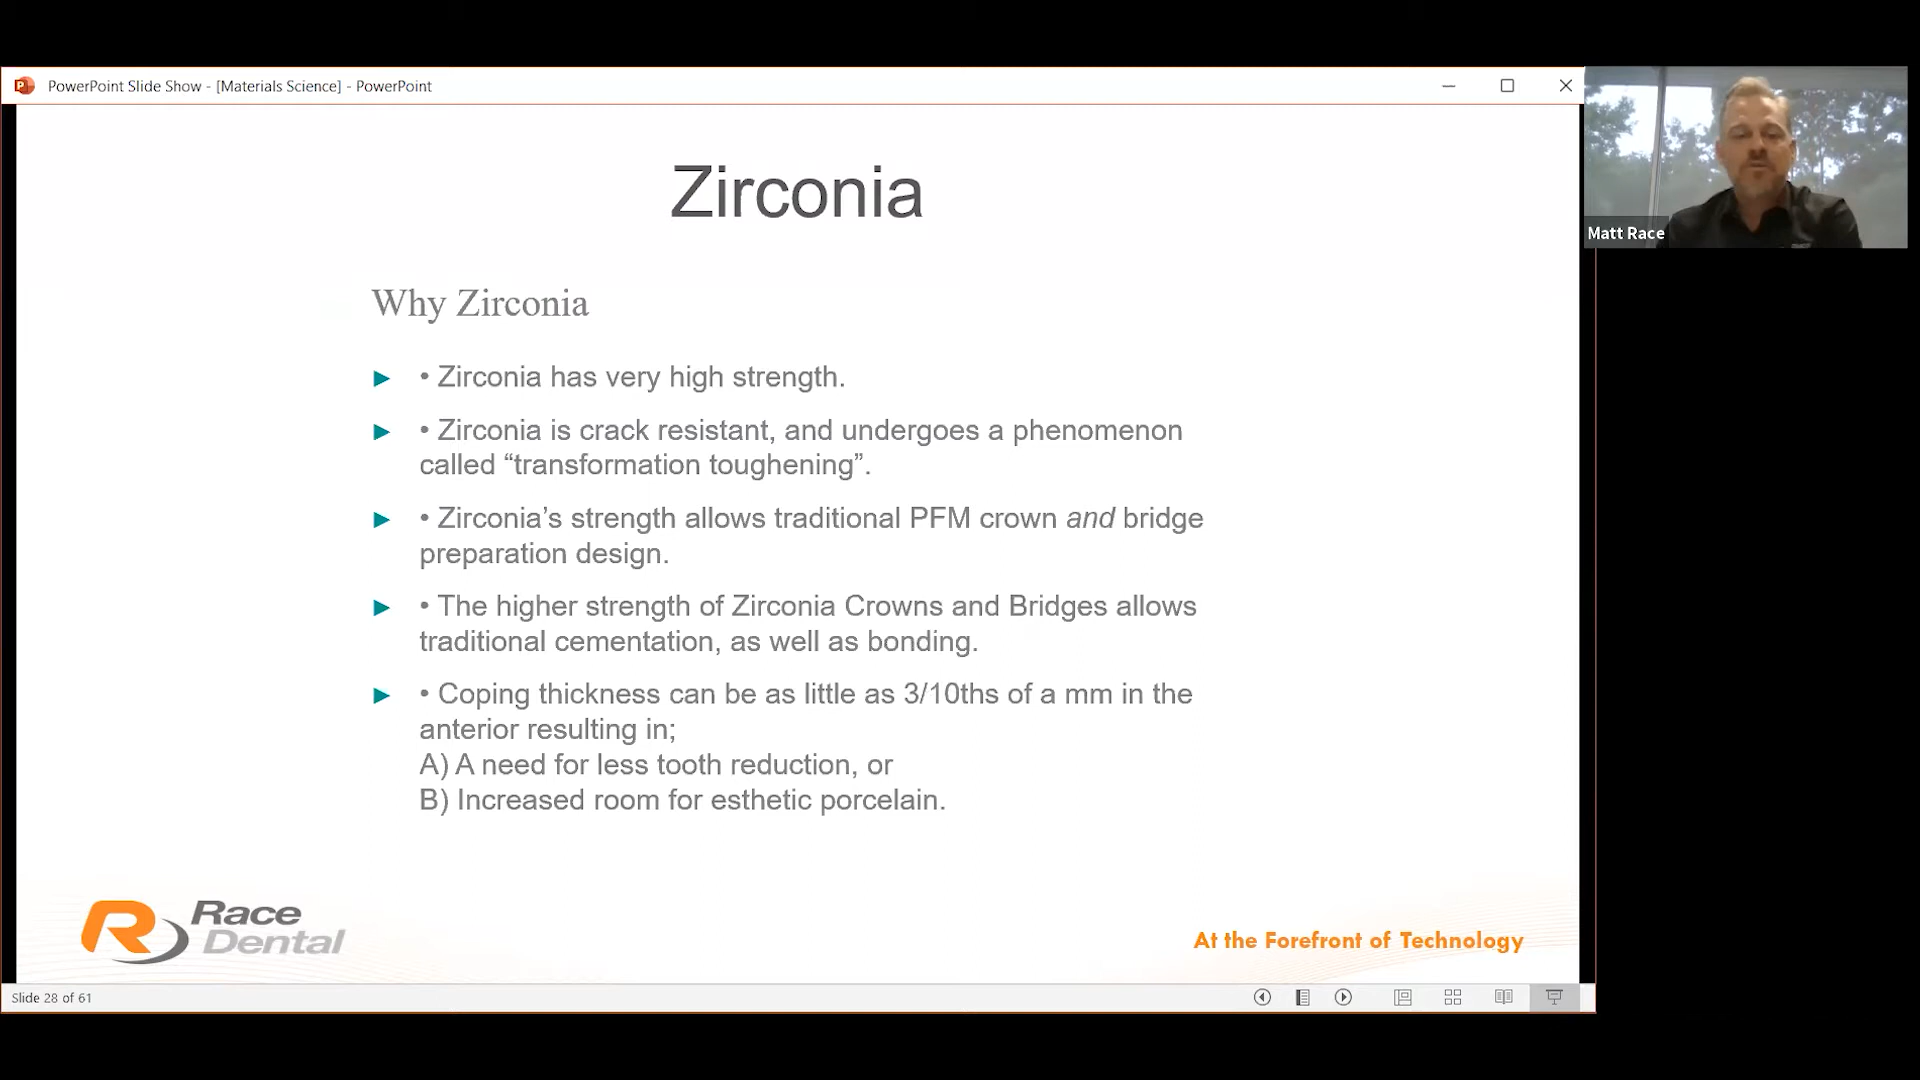 PowerPoint Slide Show - [Materials Science] - PowerPoint
Matt Race
Zirconia
Why Zirconia
► • Zirconia has very high strength.
► • Zirconia is crack resistant, and undergoes a phenomenon
called “transformation toughening”.
► • Zirconia’s strength allows traditional PFM crown and bridge
preparation design.
► • The higher strength of Zirconia Crowns and Bridges allows
traditional cementation, as well as bonding.
► • Coping thickness can be as little as 3/10ths of a mm in the
anterior resulting in;
A) A need for less tooth reduction, or
B) Increased room for esthetic porcelain.
R Race
Dental
At the Forefront of Technology
Slide 28 of 61